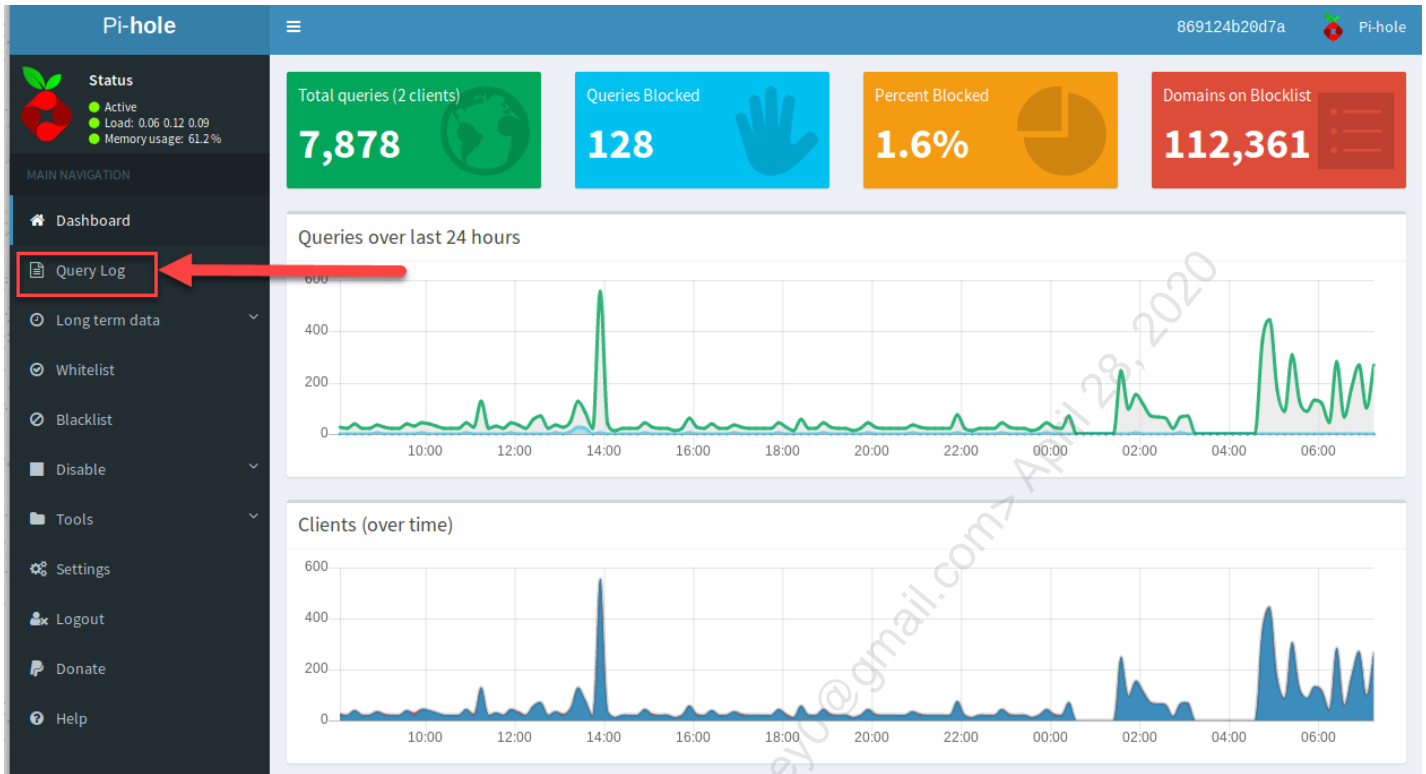 Pi-hole
869124b20d7a
Pi-hole
Status
Active
Load: 0.06 0.12 0.09
Memory usage: 61.2 %
MAIN NAVIGATION
Dashboard
Query Log
Long term data
Whitelist
Blacklist
Disable
Tools
Settings
Logout
Donate
Help
Total queries (2 clients)
7,878
Queries Blocked
128
Percent Blocked
1.6%
Domains on Blocklist
112,361
Queries over last 24 hours
600
400
200
0
10:00 12:00 14:00 16:00 18:00 20:00 22:00 00:00 02:00 04:00 06:00
Clients (over time)
600
400
200
0
10:00 12:00 14:00 16:00 18:00 20:00 22:00 00:00 02:00 04:00 06:00
ey0@gmail.com> April 28, 2020